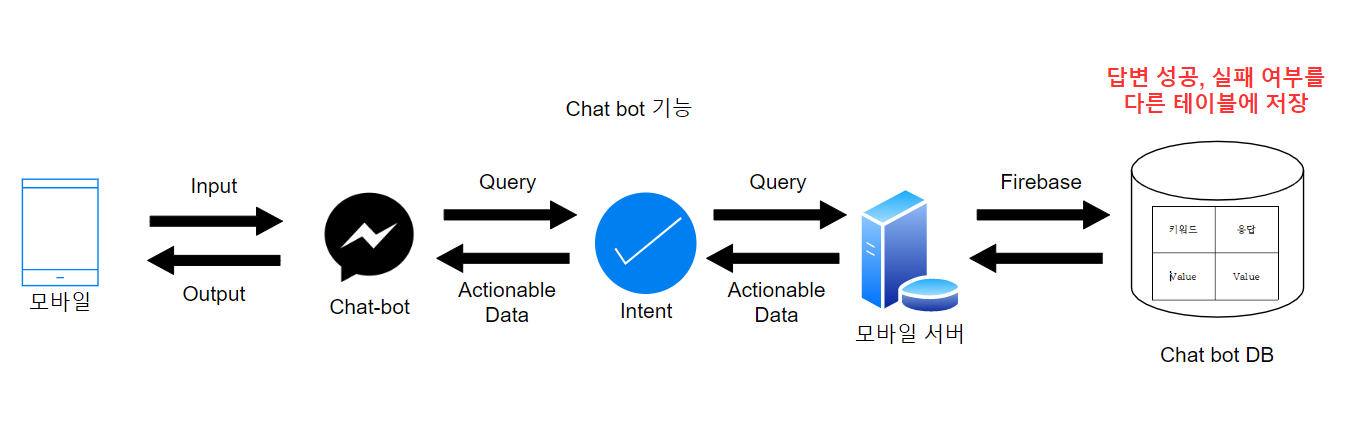 답변 성공, 실패 여부를
다른 테이블에 저장
Chat bot 기능
Input
Query
Query
Firebase
키워드
응답
Value
Value
Output
모바일
Chat-bot
Actionable
Data
Intent
Actionable
Data
모바일 서버
Chat bot DB